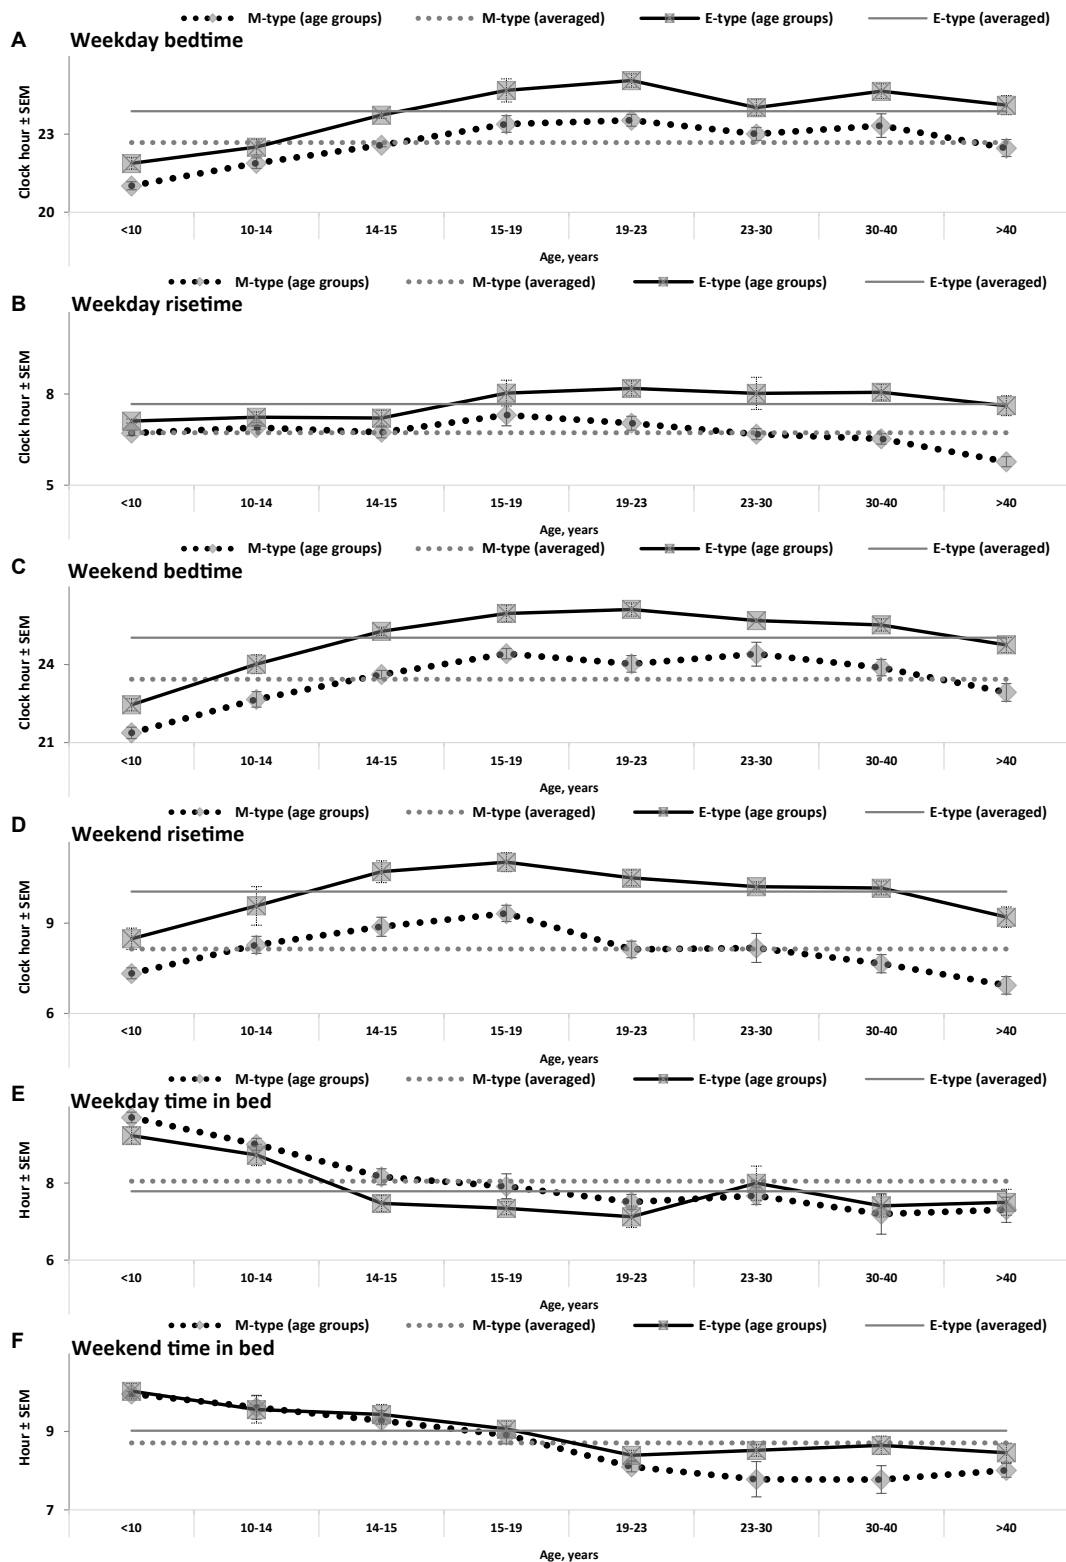 M-type (age groups) M-type (averaged) E-type (age groups) E-type (averaged)
A Weekday bedtime
Clock hour ± SEM
23
20
<10 10-14 14-15 15-19 19-23 23-30 30-40 >40
Age, years
M-type (age groups) M-type (averaged) E-type (age groups) E-type (averaged)
B Weekday risetime
Clock hour ± SEM
8
5
<10 10-14 14-15 15-19 19-23 23-30 30-40 >40
Age, years
M-type (age groups) M-type (averaged) E-type (age groups) E-type (averaged)
C Weekend bedtime
Clock hour ± SEM
24
21
<10 10-14 14-15 15-19 19-23 23-30 30-40 >40
Age, years
M-type (age groups) M-type (averaged) E-type (age groups) E-type (averaged)
D Weekend risetime
Clock hour ± SEM
9
6
<10 10-14 14-15 15-19 19-23 23-30 30-40 >40
Age, years
M-type (age groups) M-type (averaged) E-type (age groups) E-type (averaged)
E Weekday time in bed
Hour ± SEM
8
6
<10 10-14 14-15 15-19 19-23 23-30 30-40 >40
Age, years
M-type (age groups) M-type (averaged) E-type (age groups) E-type (averaged)
F Weekend time in bed
Hour ± SEM
9
7
<10 10-14 14-15 15-19 19-23 23-30 30-40 >40
Age, years